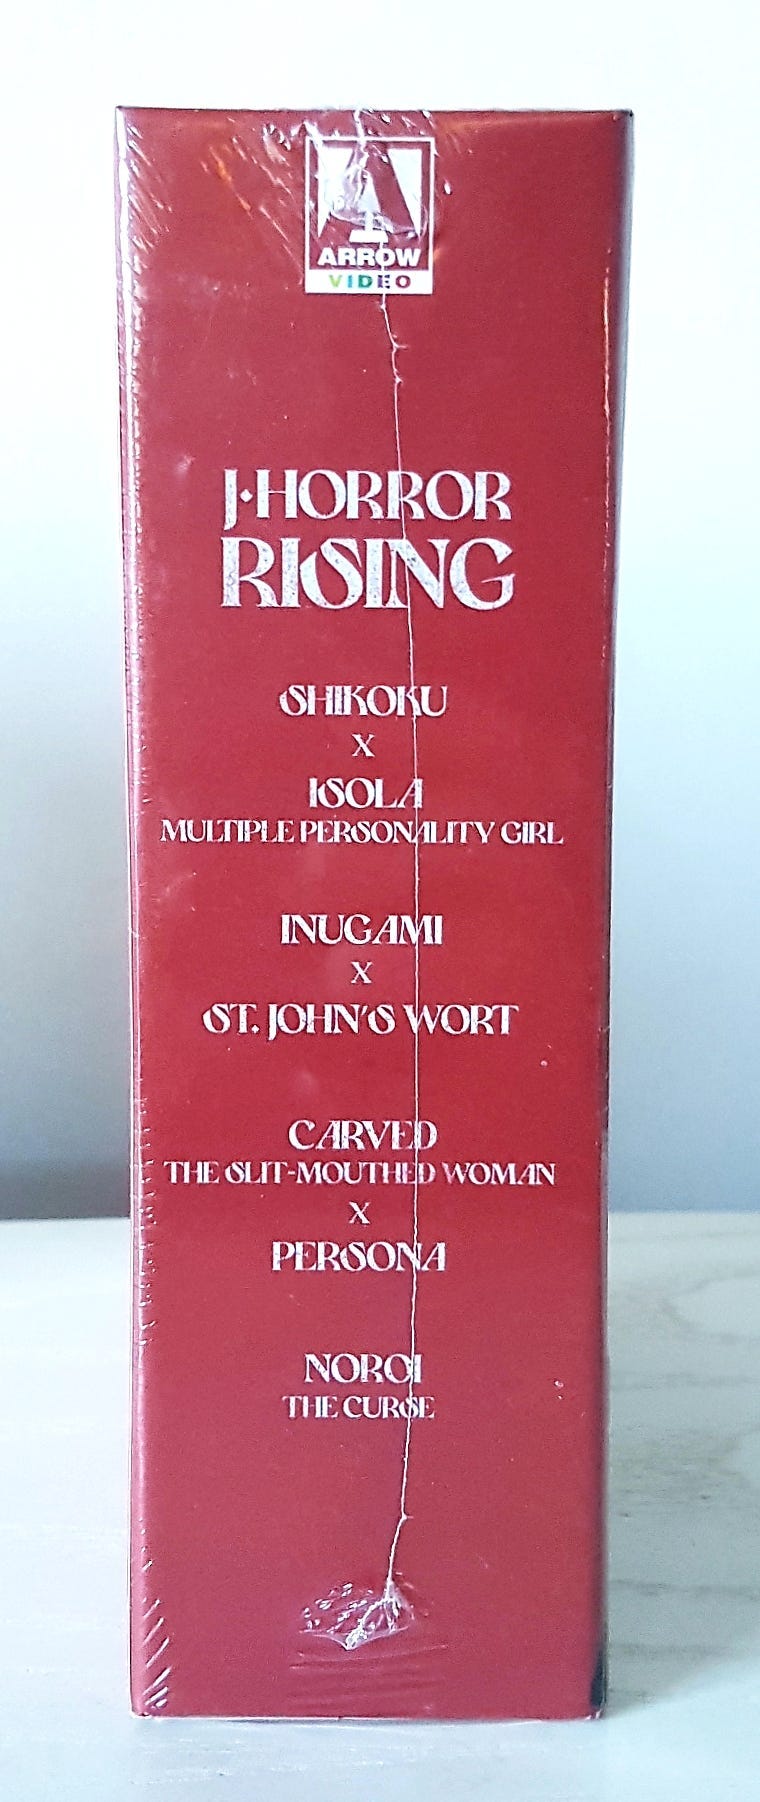 ARROW
VIDEO
J·HORROR
RISING
SHIKOKU
X
ISOLA
MULTIPLE PERSONALITY GIRL
INUGAMI
X
ST. JOHN'S WORT
CARVED
THE SLIT-MOUTHED WOMAN
X
PERSONA
NOROI
THE CURSE